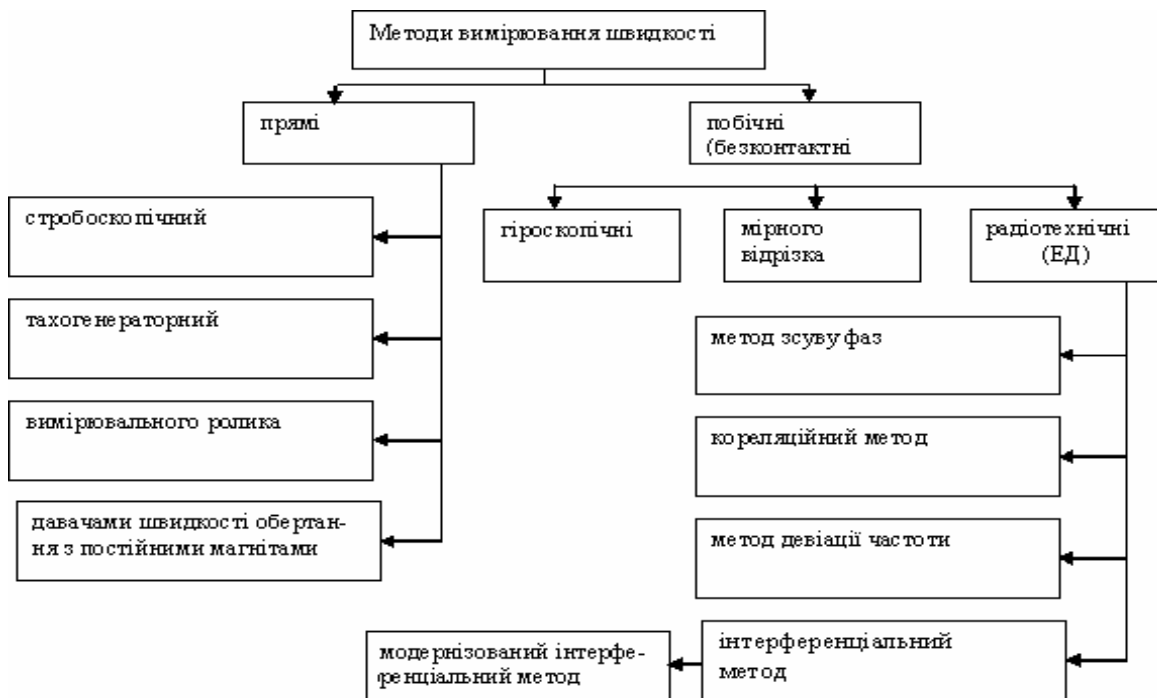 Методи вимірювання швидкості
прямі
побічні
(безконтактні
стробоскопічний
тахогенераторний
вимірювального ролика
давачами швидкості обертан-
ня з постійними магнітами
гіроскопічні
мірного
відрізка
радіотехнічні
(ЕД)
метод зсуву фаз
кореляційний метод
метод девіації частоти
інтерференціальний
метод
модернізований інтерфе-
ренціальний метод